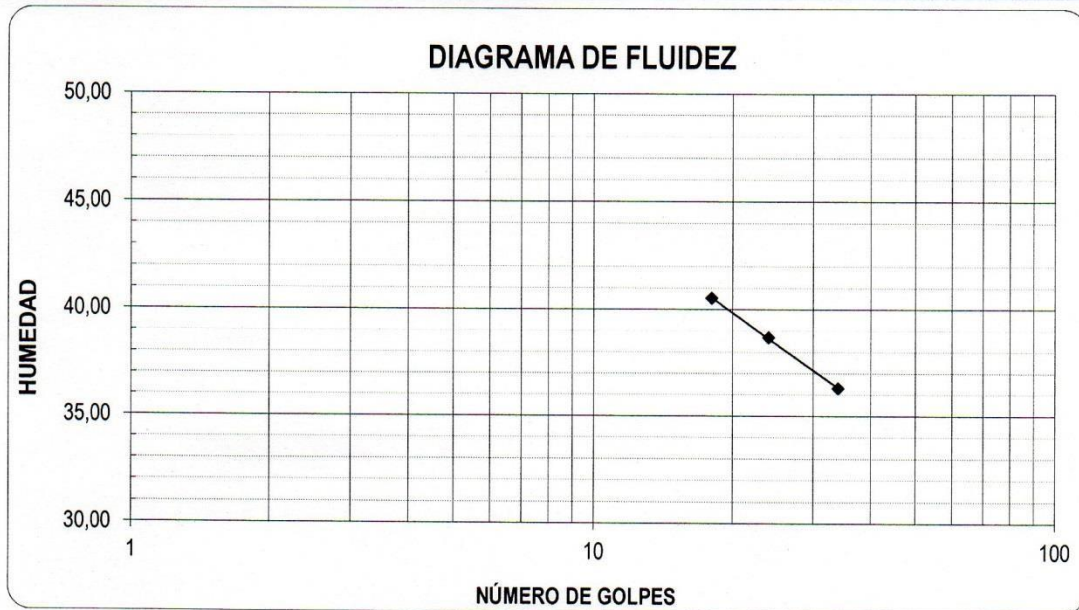 DIAGRAMA DE FLUIDEZ
50,00
45,00
40,00
35,00
30,00
HUMEDAD
1
10
100
NÚMERO DE GOLPES